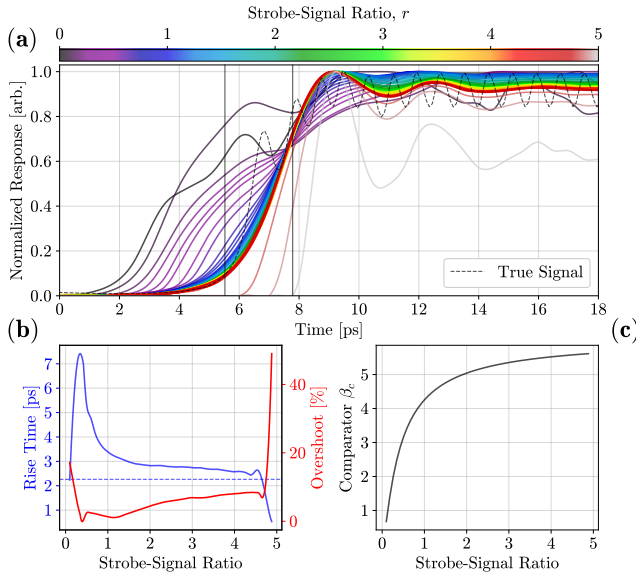 Strobe-Signal Ratio, r
(a)
0 1 2 3 4 5
Normalized Response [arb.]
1.0
0.8
0.6
0.4
0.2
0.0
True Signal
0 2 4 6 8 10 12 14 16 18
Time [ps]
(b)
Rise Time [ps]
7
6
5
4
3
2
1
40
20
0
Overshoot [%]
0 1 2 3 4 5
Strobe-Signal Ratio
(c)
Comparator βc
5
4
3
2
1
0 1 2 3 4 5
Strobe-Signal Ratio